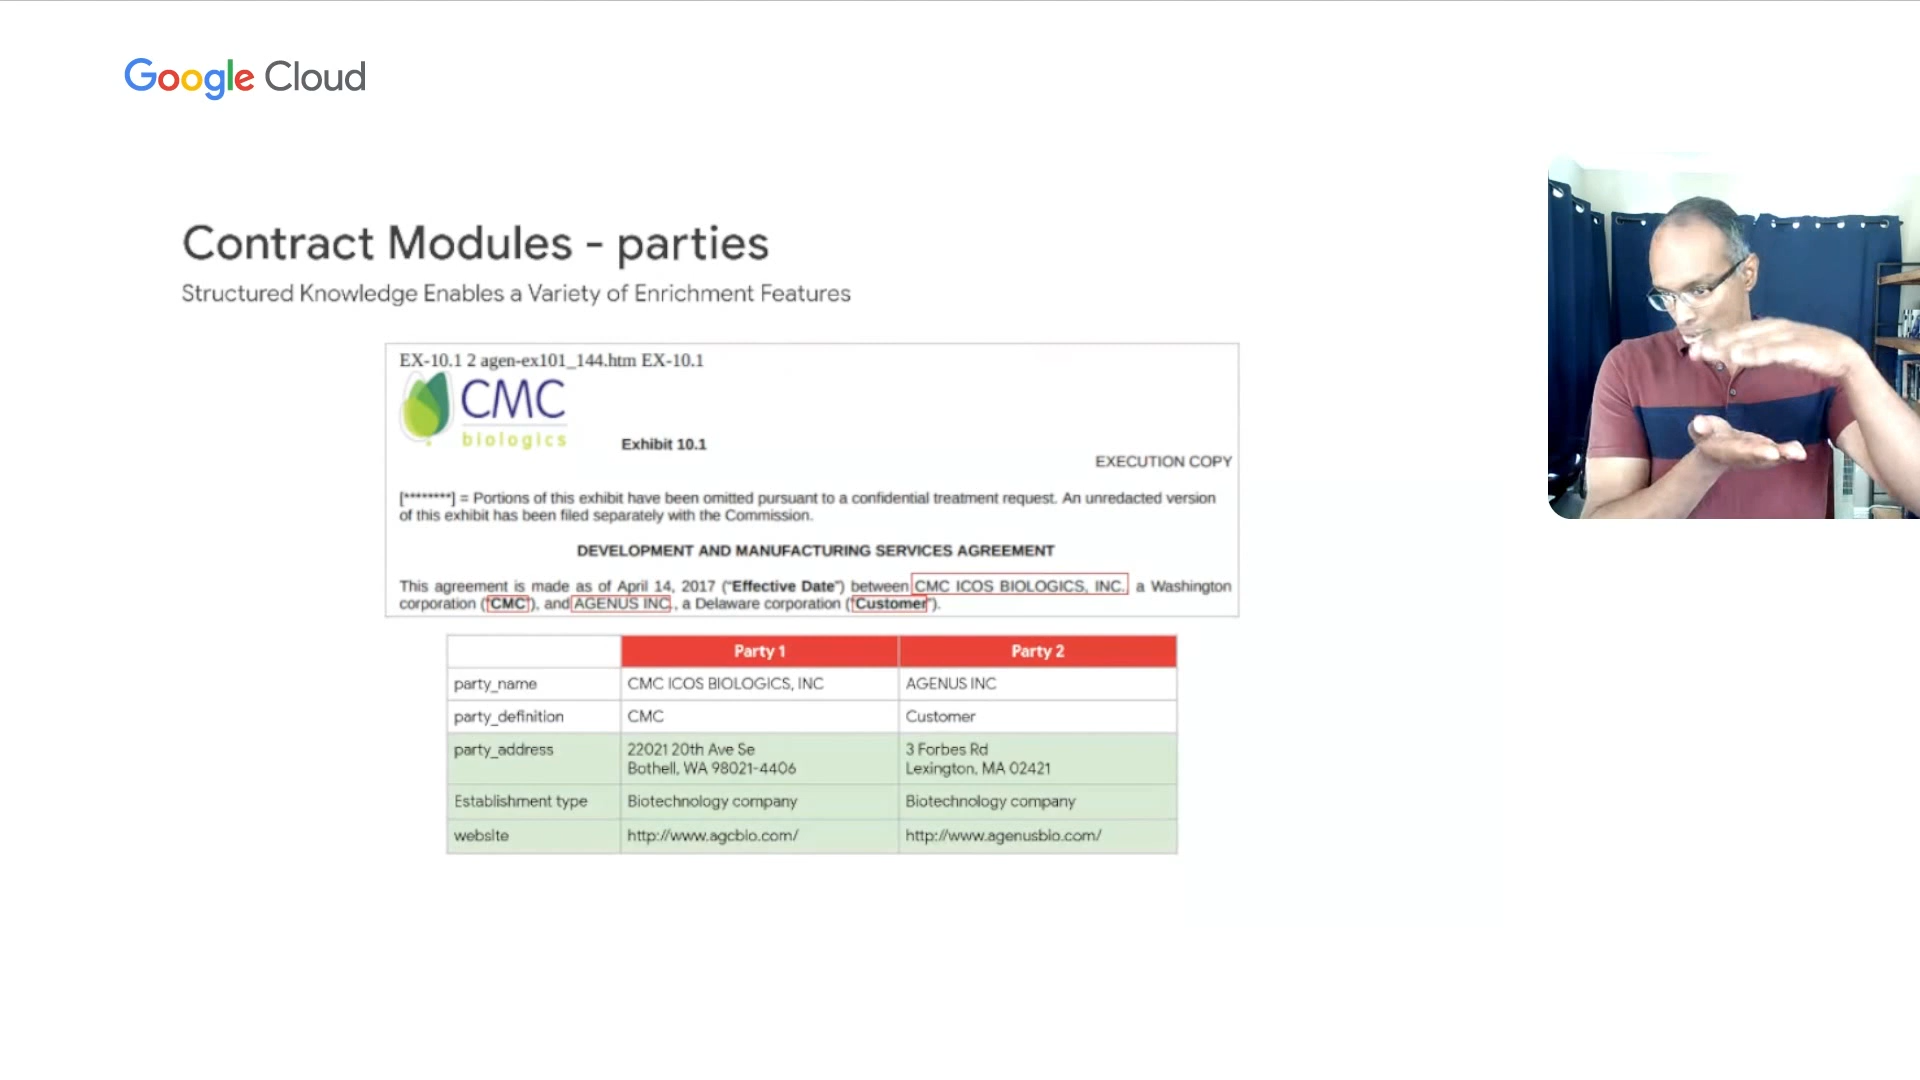 Google Cloud
Contract Modules - parties
Structured Knowledge Enables a Variety of Enrichment Features
EX-10.1 2 agen-ex101_144.htm EX-10.1
CMC
biologics
Exhibit 10.1
EXECUTION COPY
[********] = Portions of this exhibit have been omitted pursuant to a confidential treatment request. An unredacted version
of this exhibit has been filed separately with the Commission.
DEVELOPMENT AND MANUFACTURING SERVICES AGREEMENT
This agreement is made as of April 14, 2017 ("Effective Date") between CMC ICOS BIOLOGICS, INC. a Washington
corporation ("CMC"), and AGENUS INC., a Delaware corporation ("Customer").
Party 1 Party 2
party_name CMC ICOS BIOLOGICS, INC AGENUS INC
party_definition CMC Customer
party_address 22021 20th Ave Se 3 Forbes Rd
Bothell, WA 98021-4406 Lexington, MA 02421
Establishment type Biotechnology company Biotechnology company
website http://www.agcbio.com/ http://www.agenusbio.com/